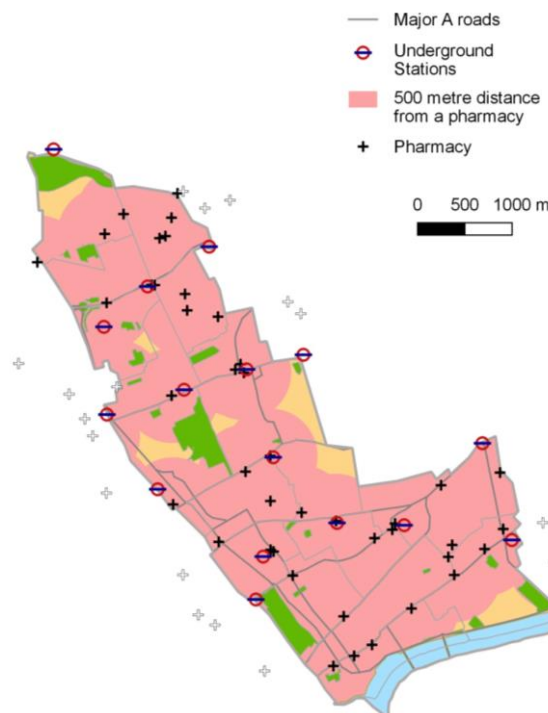 Major A roads
Underground
Stations
500 metre distance
from a pharmacy
Pharmacy
0 500 1000 m